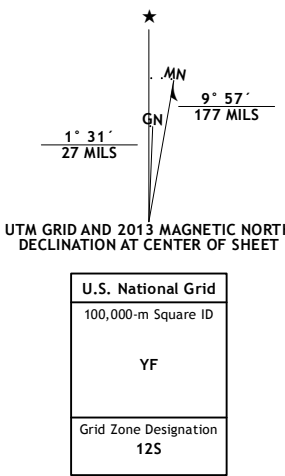 MN
GN
9° 57´
177 MILS
1° 31´
27 MILS
UTM GRID AND 2013 MAGNETIC NORTH
DECLINATION AT CENTER OF SHEET
U.S. National Grid
100,000-m Square ID
YF
Grid Zone Designation
12S